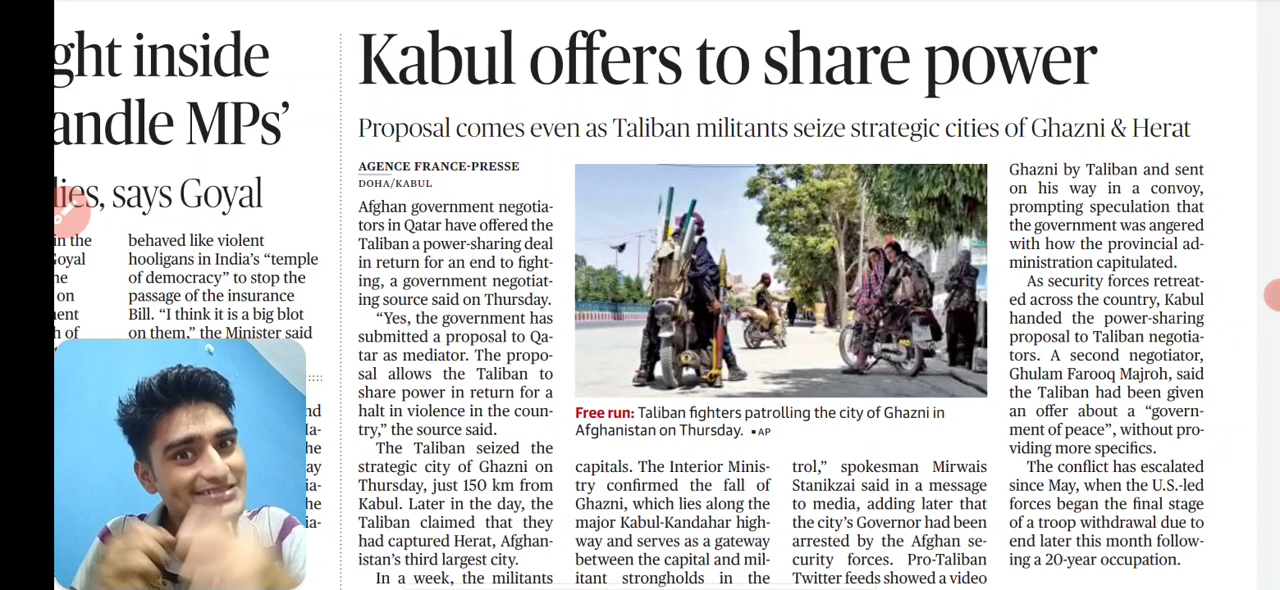 ght inside
andle MPs’
lies, says Goyal
in the
Goyal
he
on
ment
h of
behaved like violent
hooligans in India’s “temple
of democracy” to stop the
passage of the insurance
Bill. “I think it is a big blot
on them,” the Minister said
nd
he
ay
ia-
he
ia-
Kabul offers to share power
Proposal comes even as Taliban militants seize strategic cities of Ghazni & Herat
AGENCE FRANCE-PRESSE
DOHA/KABUL
Afghan government negotia-
tors in Qatar have offered the
Taliban a power-sharing deal
in return for an end to fight-
ing, a government negotiat-
ing source said on Thursday.
“Yes, the government has
submitted a proposal to Qa-
tar as mediator. The propo-
sal allows the Taliban to
share power in return for a
halt in violence in the coun-
try,” the source said.
The Taliban seized the
strategic city of Ghazni on
Thursday, just 150 km from
Kabul. Later in the day, the
Taliban claimed that they
had captured Herat, Afghan-
istan’s third largest city.
In a week, the militants
Free run: Taliban fighters patrolling the city of Ghazni in
Afghanistan on Thursday. ▪ AP
capitals. The Interior Minis-
try confirmed the fall of
Ghazni, which lies along the
major Kabul-Kandahar high-
way and serves as a gateway
between the capital and mil-
itant strongholds in the
trol,” spokesman Mirwais
Stanikzai said in a message
to media, adding later that
the city’s Governor had been
arrested by the Afghan se-
curity forces. Pro-Taliban
Twitter feeds showed a video
Ghazni by Taliban and sent
on his way in a convoy,
prompting speculation that
the government was angered
with how the provincial ad-
ministration capitulated.
As security forces retreat-
ed across the country, Kabul
handed the power-sharing
proposal to Taliban negotia-
tors. A second negotiator,
Ghulam Farooq Majroh, said
the Taliban had been given
an offer about a “govern-
ment of peace”, without pro-
viding more specifics.
The conflict has escalated
since May, when the U.S.-led
forces began the final stage
of a troop withdrawal due to
end later this month follow-
ing a 20-year occupation.